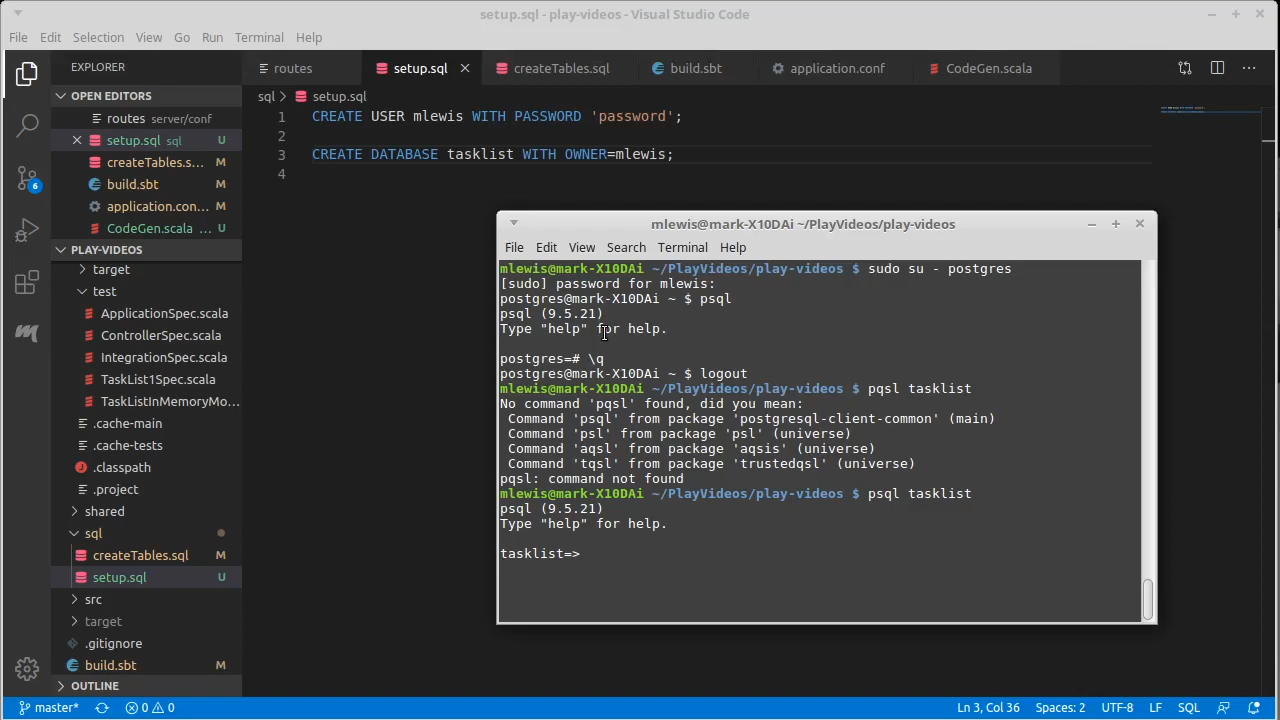 setup.sql - play-videos - Visual Studio Code
File Edit Selection View Go Run Terminal Help
EXPLORER
routes
setup.sql
createTables.sql
build.sbt
application.conf
CodeGen.scala
OPEN EDITORS
routes server/conf
setup.sql sql U
createTables.s... M
build.sbt M
application.con... M
CodeGen.scala ... U
PLAY-VIDEOS
target
test
ApplicationSpec.scala
ControllerSpec.scala
IntegrationSpec.scala
TaskList1Spec.scala
TaskListInMemoryMo...
.cache-main
.cache-tests
.classpath
.project
shared
sql
createTables.sql M
setup.sql U
src
target
.gitignore
build.sbt M
OUTLINE
6
sql > setup.sql
1 CREATE USER mlewis WITH PASSWORD 'password';
2
3 CREATE DATABASE tasklist WITH OWNER=mlewis;
4
mlewis@mark-X10DAi ~/PlayVideos/play-videos
File Edit View Search Terminal Help
mlewis@mark-X10DAi ~/PlayVideos/play-videos $ sudo su - postgres
[sudo] password for mlewis:
postgres@mark-X10DAi ~ $ psql
psql (9.5.21)
Type "help" for help.
postgres=# \q
postgres@mark-X10DAi ~ $ logout
mlewis@mark-X10DAi ~/PlayVideos/play-videos $ pqsl tasklist
No command 'pqsl' found, did you mean:
Command 'psql' from package 'postgresql-client-common' (main)
Command 'psl' from package 'psl' (universe)
Command 'aqsl' from package 'aqsis' (universe)
Command 'tqsl' from package 'trustedqsl' (universe)
pqsl: command not found
mlewis@mark-X10DAi ~/PlayVideos/play-videos $ psql tasklist
psql (9.5.21)
Type "help" for help.
tasklist=>
master* 0 0 Ln 3, Col 36 Spaces: 2 UTF-8 LF SQL